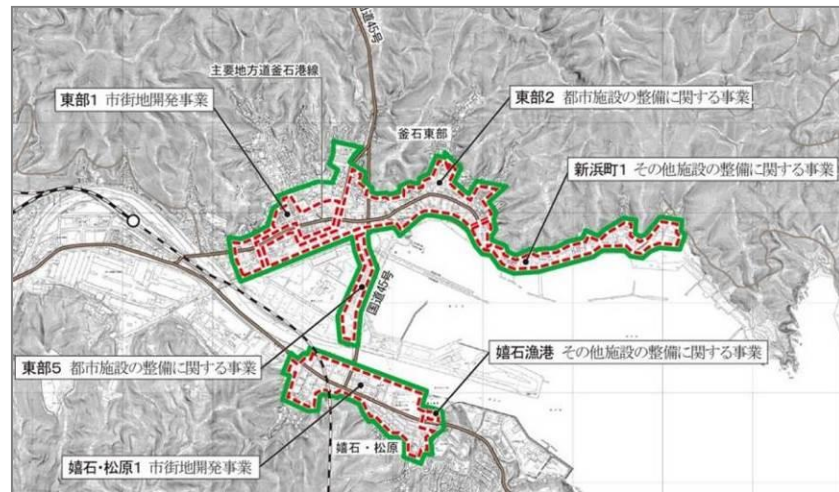 国道45号
主要地方道釜石港線
東部1 市街地開発事業
東部2 都市施設の整備に関する事業
釜石東部
新浜町1 その他施設の整備に関する事業
国道45号
東部5 都市施設の整備に関する事業
嬉石漁港 その他施設の整備に関する事業
嬉石・松原
嬉石・松原1 市街地開発事業